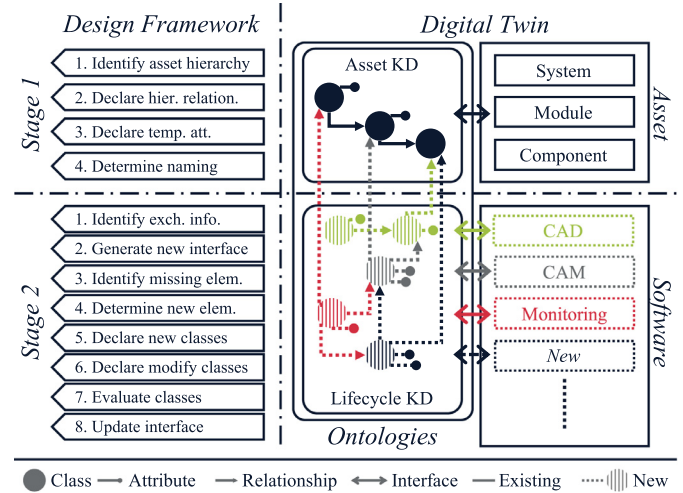 Design Framework
Digital Twin
Stage 1
1. Identify asset hierarchy
2. Declare hier. relation.
3. Declare temp. att.
4. Determine naming
Asset KD
System
Module
Component
Asset
Stage 2
1. Identify exch. info.
2. Generate new interface
3. Identify missing elem.
4. Determine new elem.
5. Declare new classes
6. Declare modify classes
7. Evaluate classes
8. Update interface
Lifecycle KD
Ontologies
CAD
CAM
Monitoring
New
Software
Class
Attribute
Relationship
Interface
Existing
New